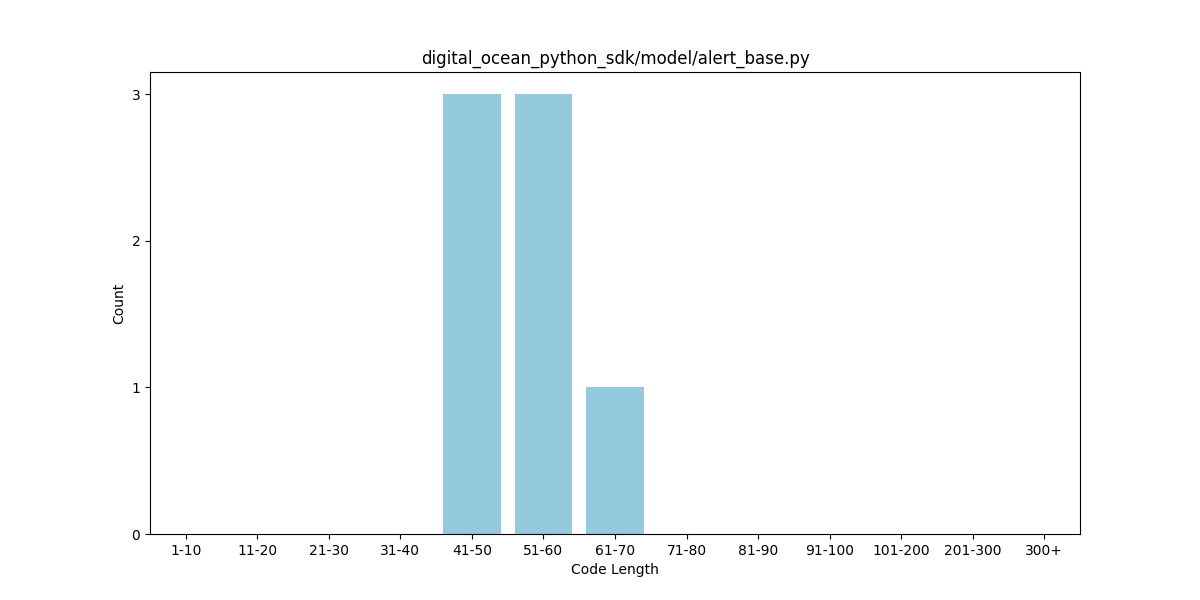 digital_ocean_python_sdk/model/alert_base.py
3
2
1
0
Count
1-10 11-20 21-30 31-40 41-50 51-60 61-70 71-80 81-90 91-100 101-200 201-300 300+
Code Length